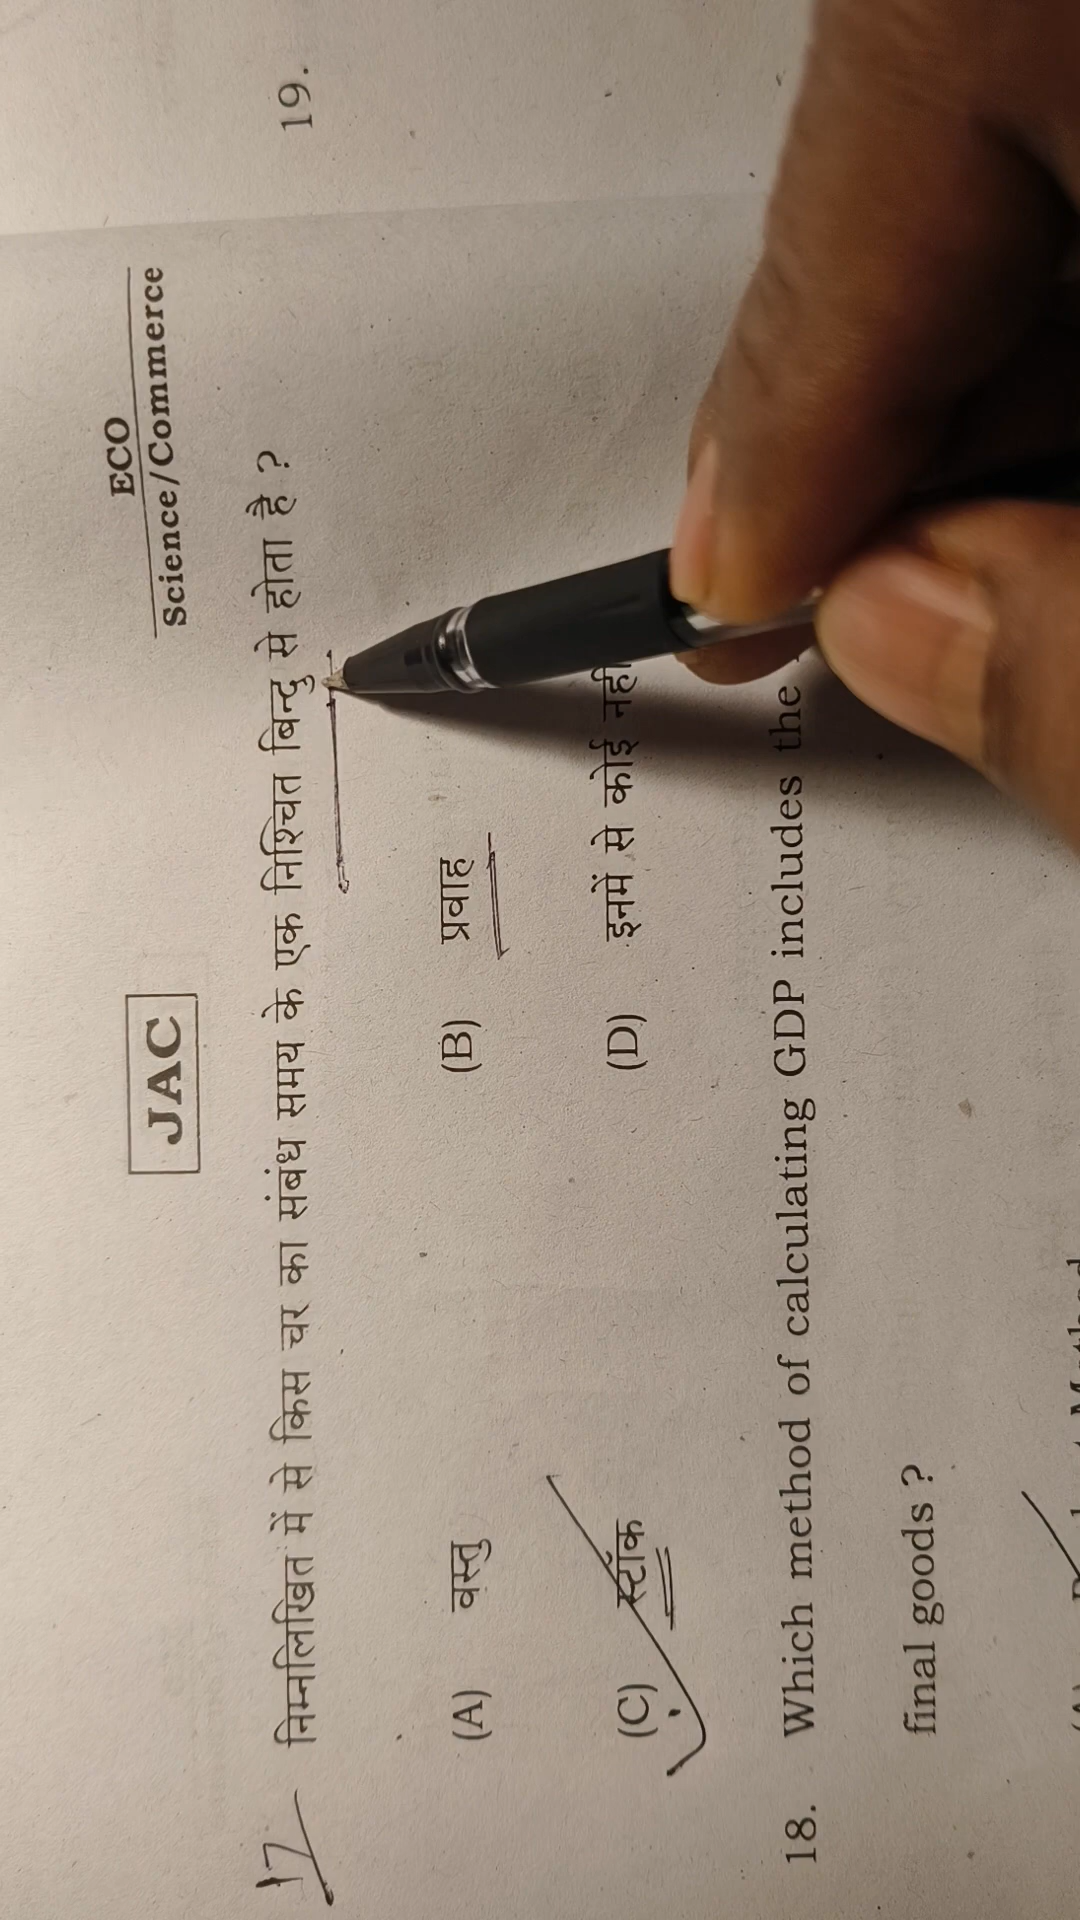 JAC
ECO
Science/Commerce
17 निम्नलिखित में से किस चर का संबंध समय के एक निश्चित बिन्दु से होता है ?
(A) वस्तु (B) प्रवाह
(C) स्टॉक (D) इनमें से कोई नहीं
18. Which method of calculating GDP includes the
final goods ?
19.